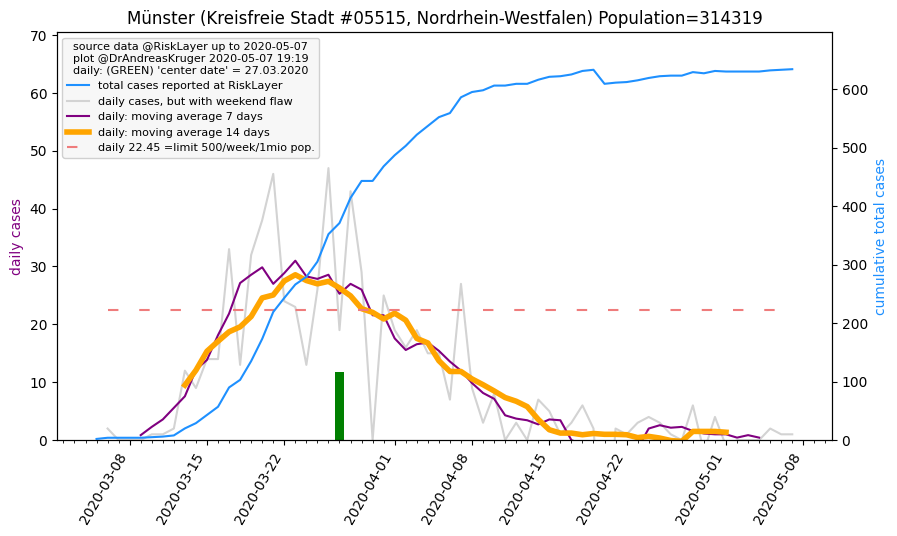 Münster (Kreisfreie Stadt #05515, Nordrhein-Westfalen) Population=314319
source data @RiskLayer up to 2020-05-07
plot @DrAndreasKruger 2020-05-07 19:19
daily: (GREEN) 'center date' = 27.03.2020
total cases reported at RiskLayer
daily cases, but with weekend flaw
daily: moving average 7 days
daily: moving average 14 days
daily 22.45 =limit 500/week/1mio pop.
daily cases
70
60
50
40
30
20
10
0
cumulative total cases
600
500
400
300
200
100
0
2020-03-08
2020-03-15
2020-03-22
2020-04-01
2020-04-08
2020-04-15
2020-04-22
2020-05-01
2020-05-08